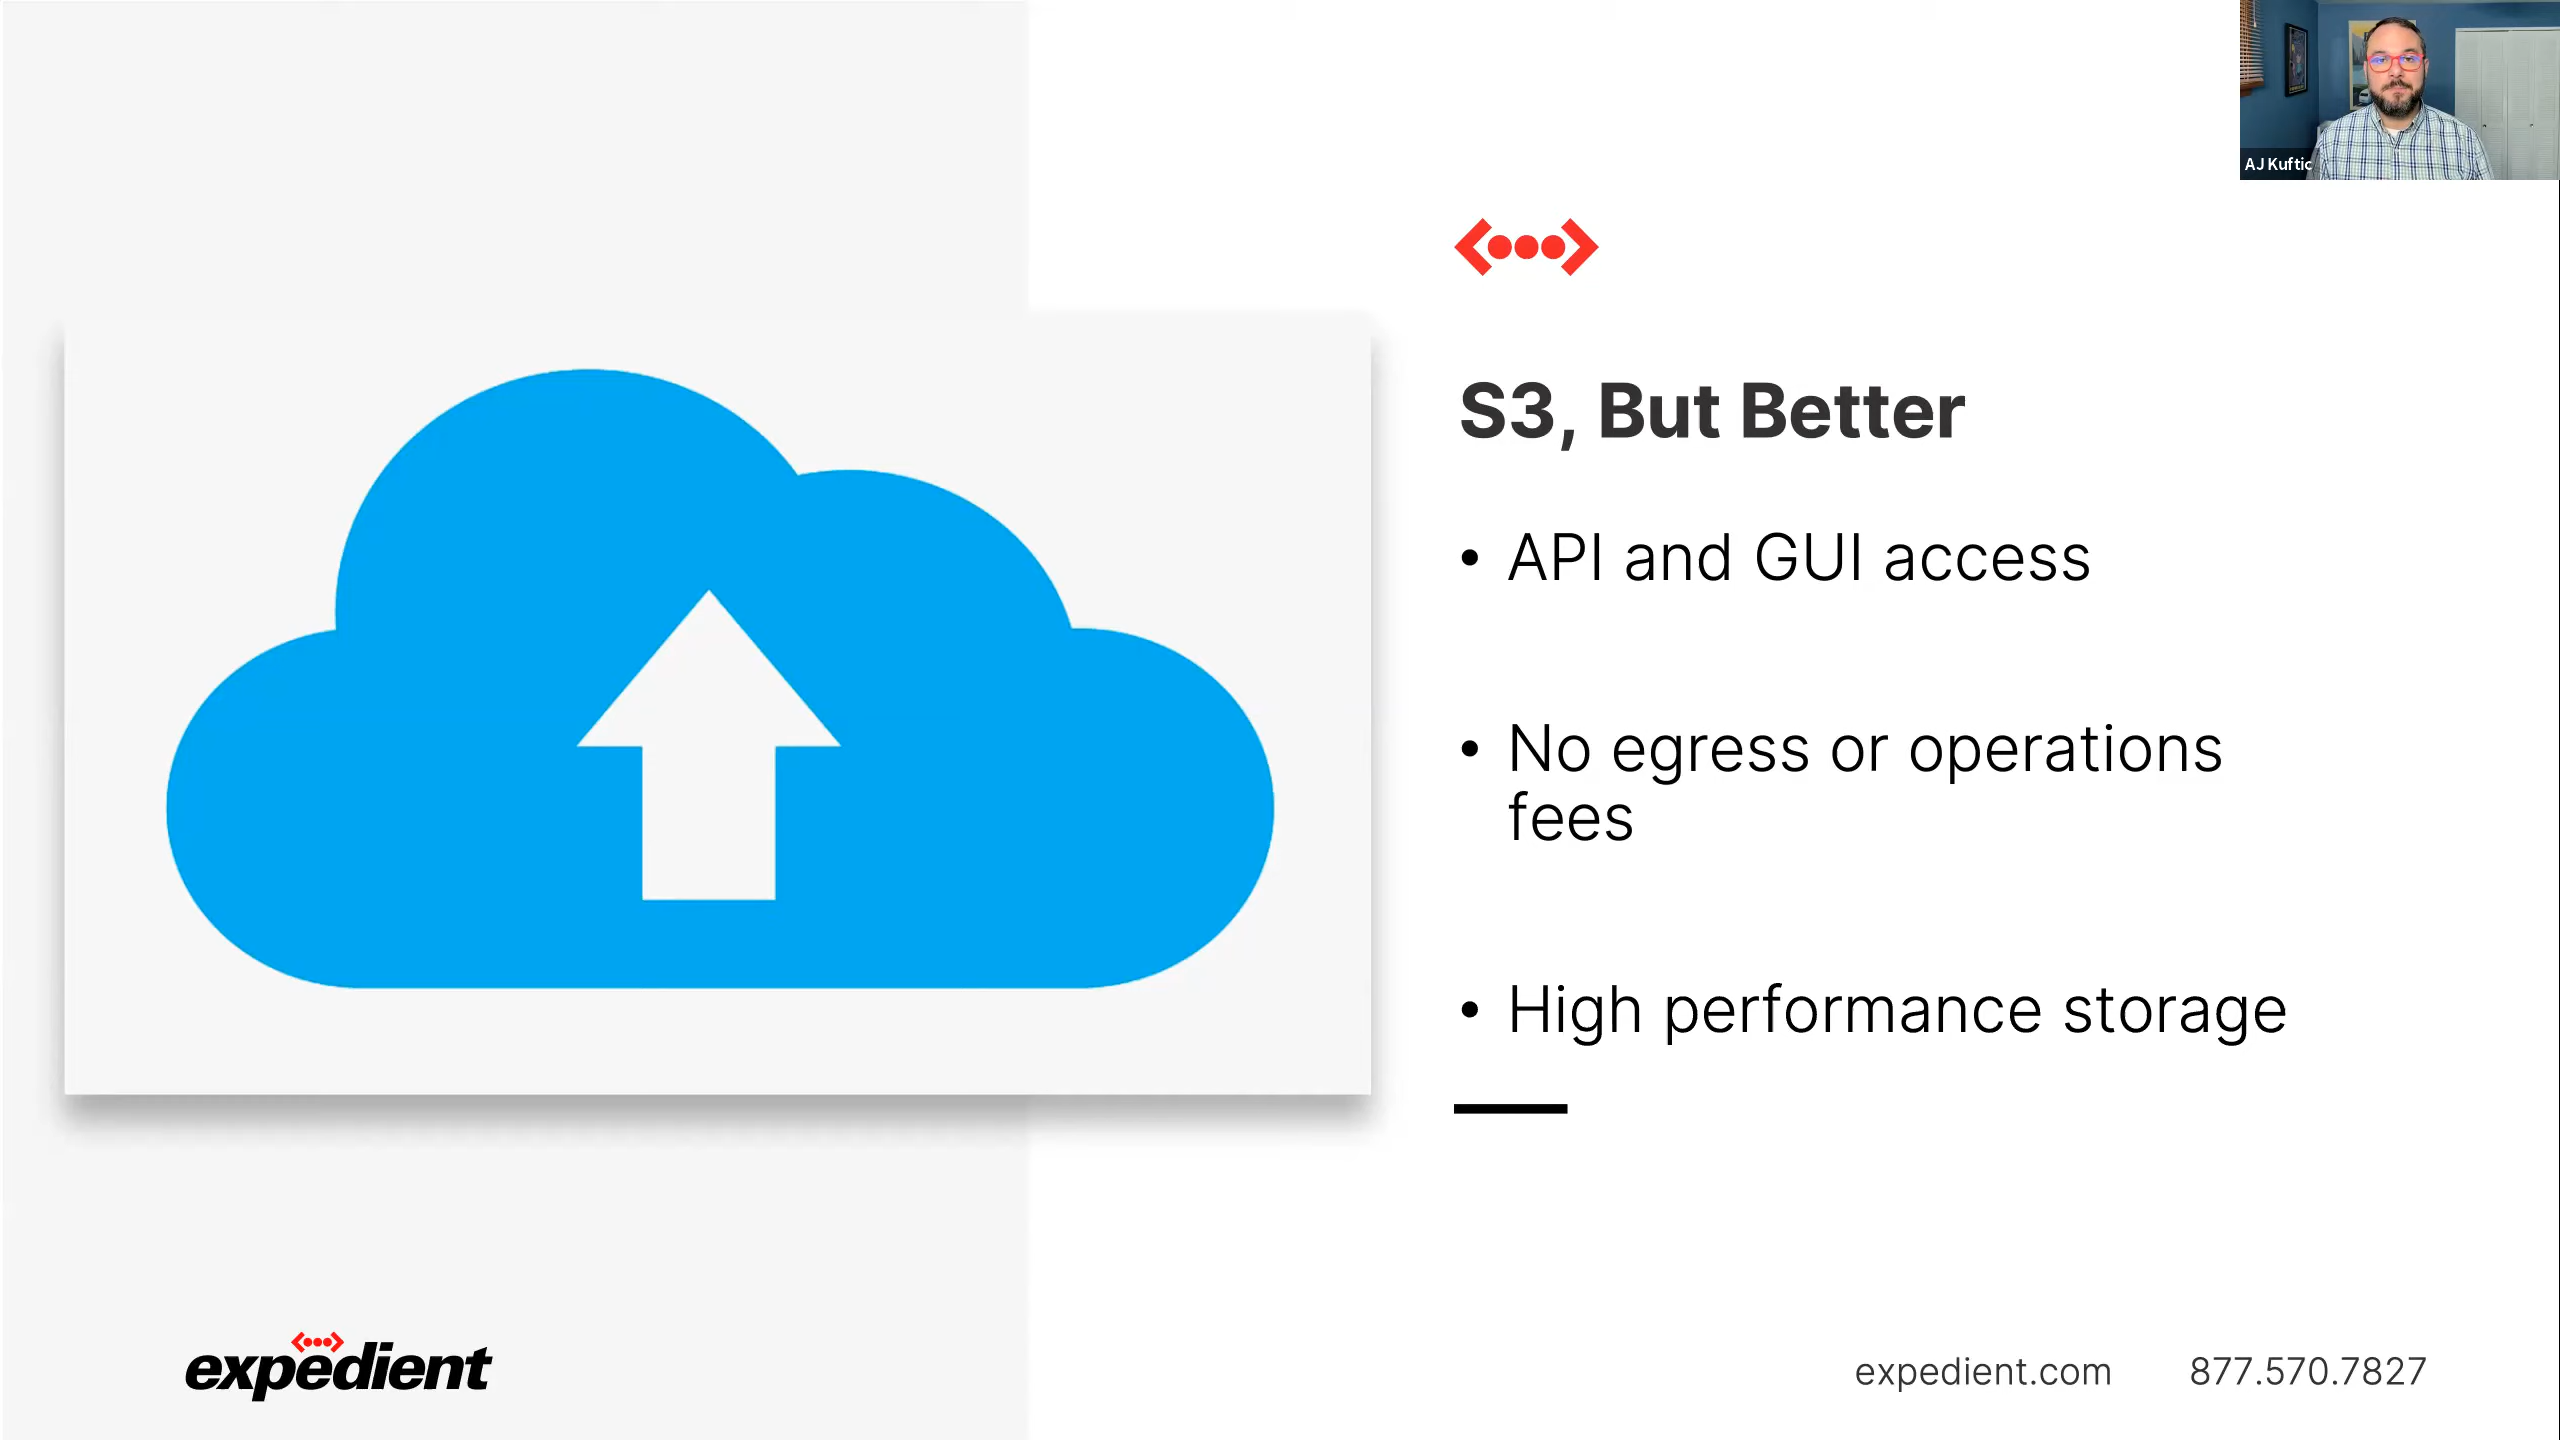 AJ Kuftic
S3, But Better
• API and GUI access
• No egress or operations
fees
• High performance storage
expedient
expedient.com
877.570.7827